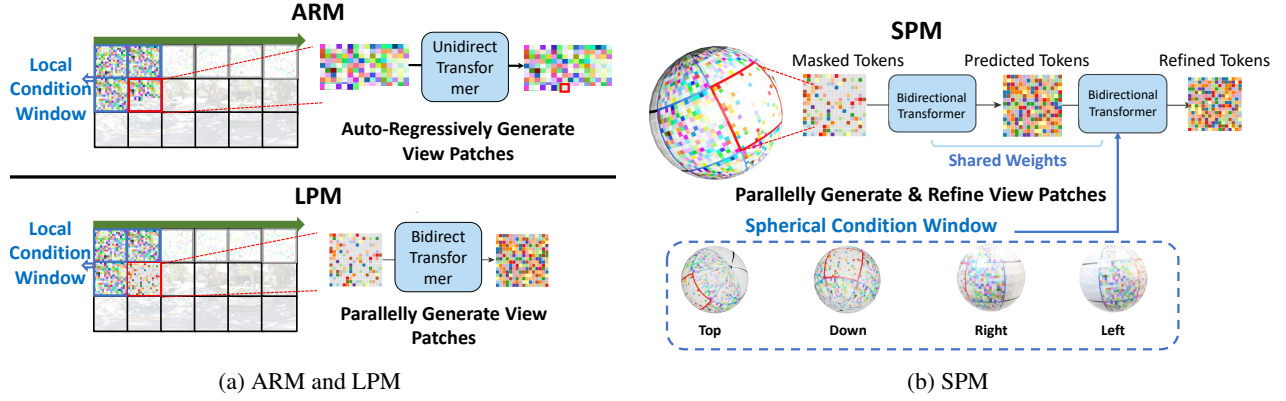 ARM
Local
Condition
Window
Unidirect
Transfor
mer
Auto-Regressively Generate
View Patches
LPM
Local
Condition
Window
Bidirect
Transfor
mer
Parallelly Generate View
Patches
(a) ARM and LPM
SPM
Masked Tokens
Predicted Tokens
Refined Tokens
Bidirectional
Transformer
Bidirectional
Transformer
Shared Weights
Parallelly Generate & Refine View Patches
Spherical Condition Window
Top
Down
Right
Left
(b) SPM